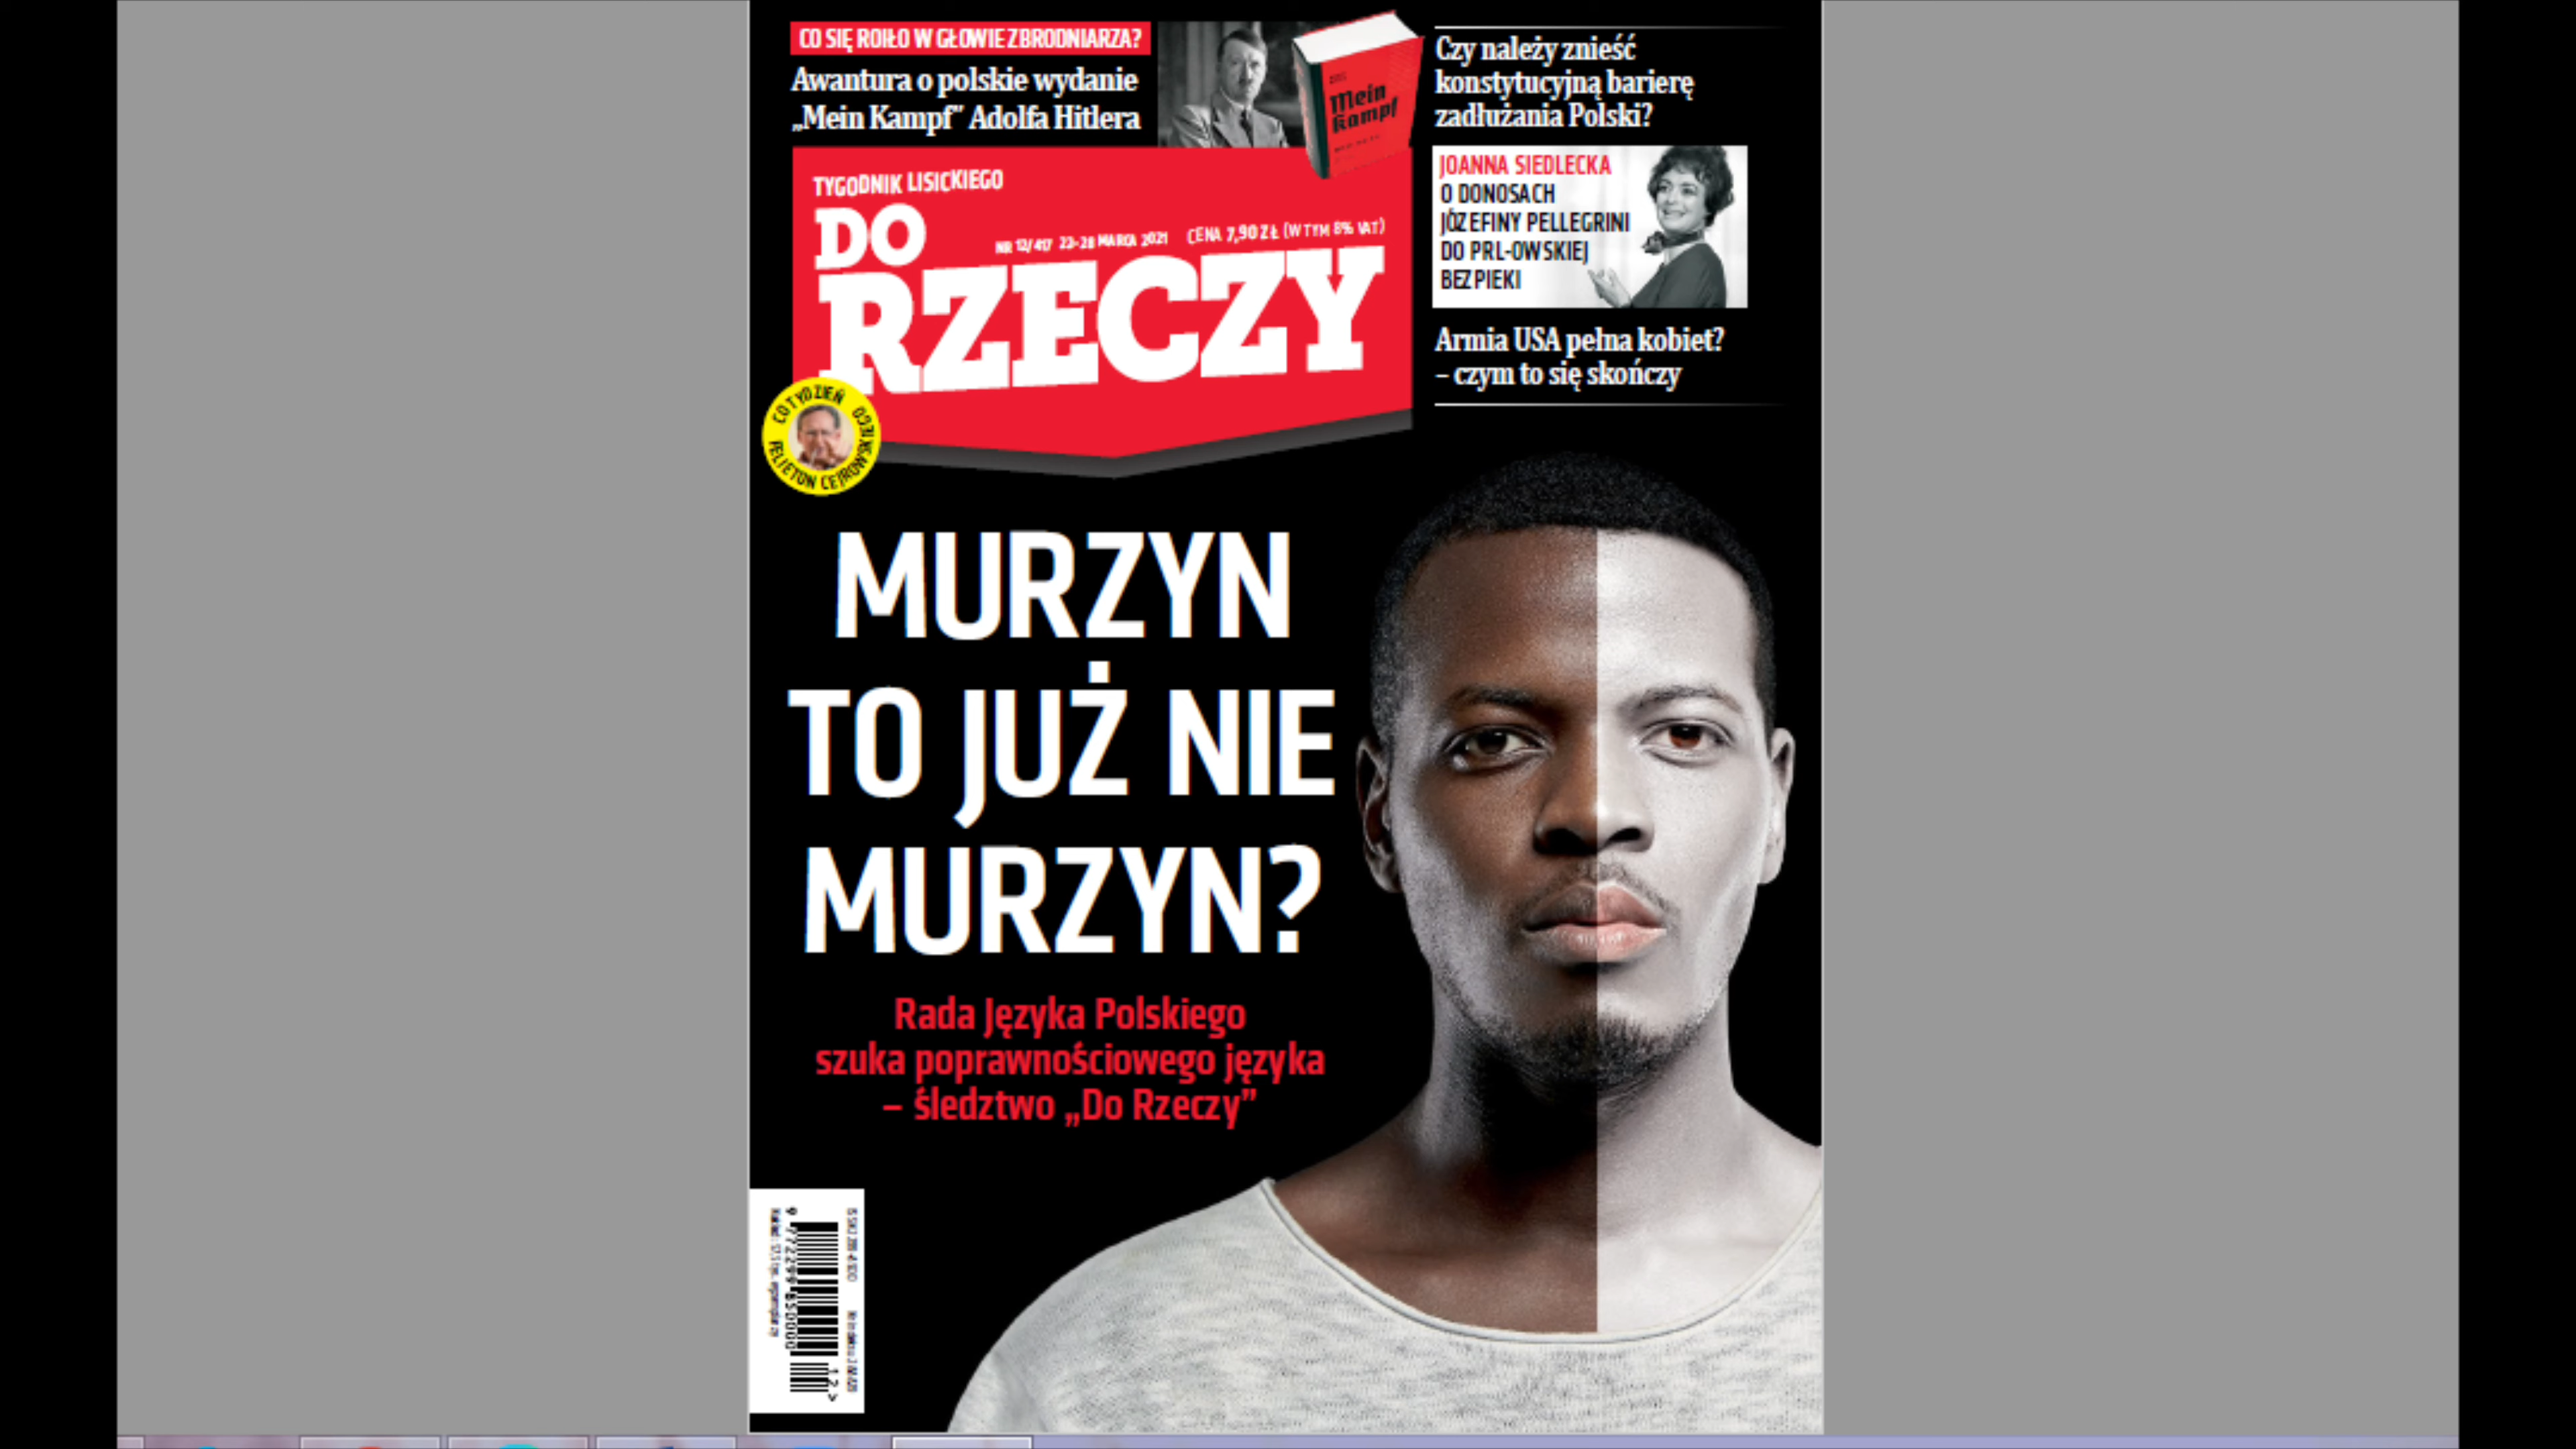 CO SIĘ ROIŁO W GŁOWIE ZBRODNIARZA?
Awantura o polskie wydanie
„Mein Kampf” Adolfa Hitlera
Mein
Kampf
Czy należy znieść
konstytucyjną barierę
zadłużania Polski?
JOANNA SIEDLECKA
O DONOSACH
JÓZEFINY PELLEGRINI
DO PRL-OWSKIEJ
BEZPIEKI
Armia USA pełna kobiet?
– czym to się skończy
TYGODNIK LISICKIEGO
DO
RZECZY
NR 12/417 23-28 MARCA 2021 CENA 7,90 ZŁ (W TYM 8% VAT)
CO TYDZIEŃ
FELIETON CEJROWSKIEGO
MURZYN
TO JUŻ NIE
MURZYN?
Rada Języka Polskiego
szuka poprawnościowego języka
– śledztwo „Do Rzeczy”
12>